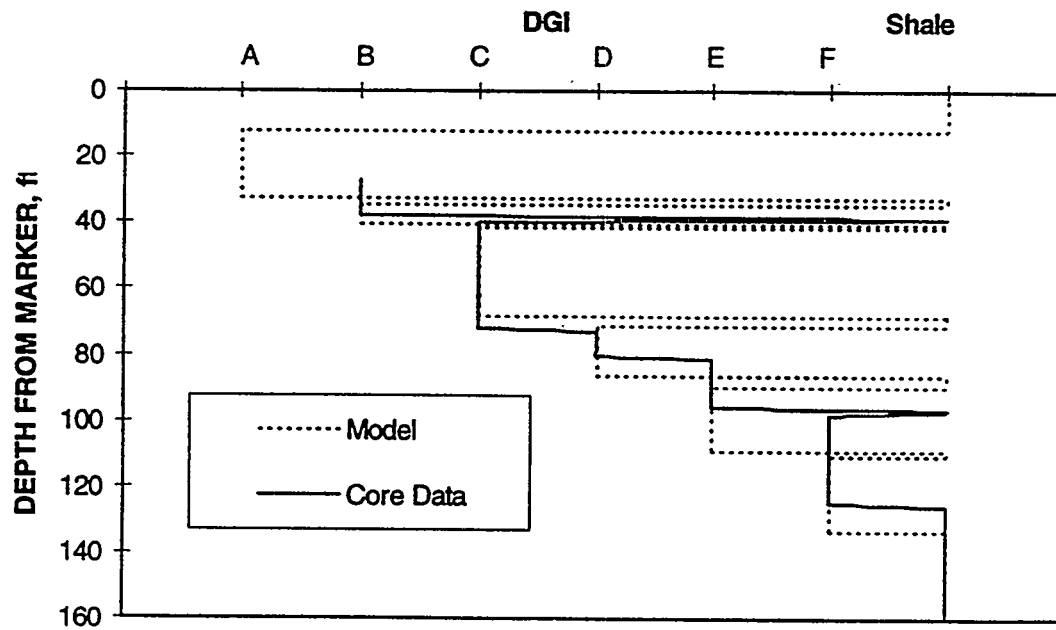 DGI Shale
A B C D E F
0
20
40
60
80
100
120
140
160
DEPTH FROM MARKER, ft
Model
Core Data